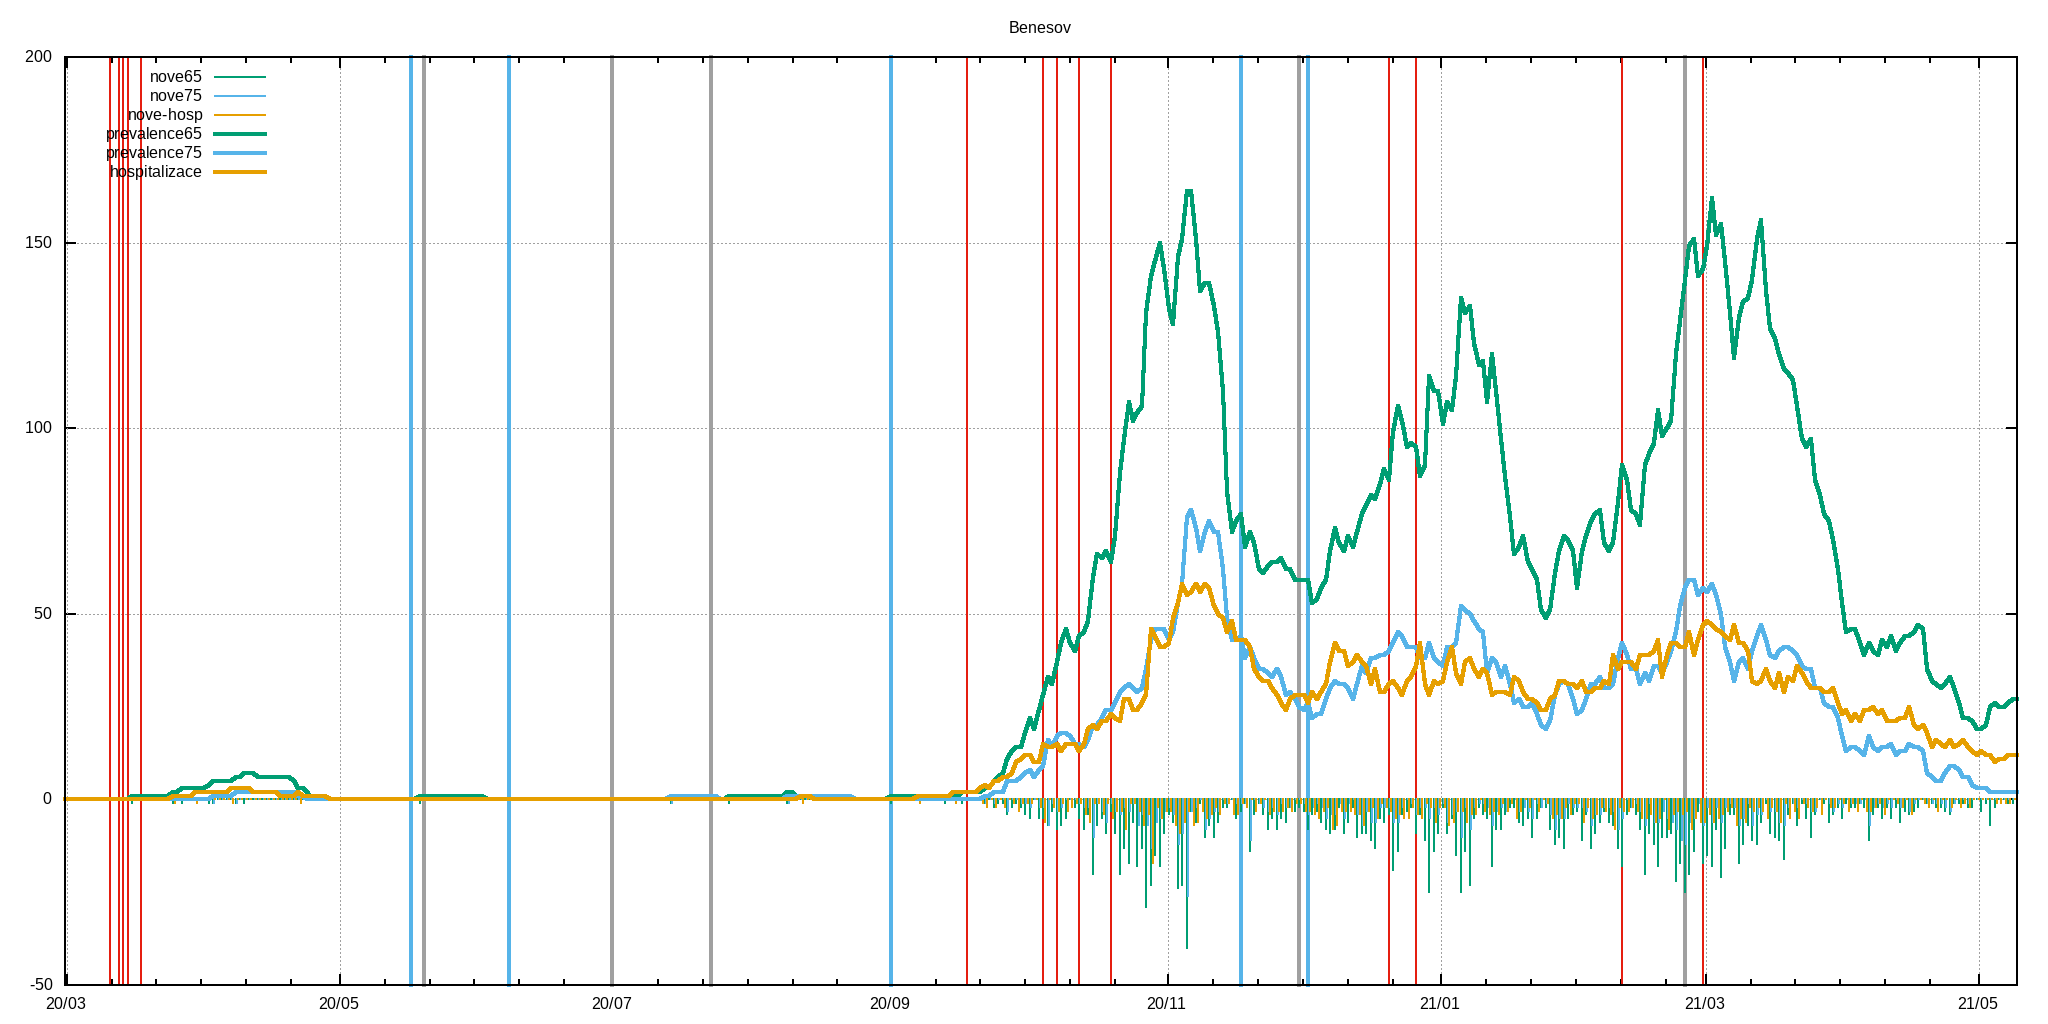 Benesov
200
nove65
nove75
nove-hosp
prevalence65
prevalence75
hospitalizace
150
100
50
0
-50
20/03 20/05 20/07 20/09 20/11 21/01 21/03 21/05